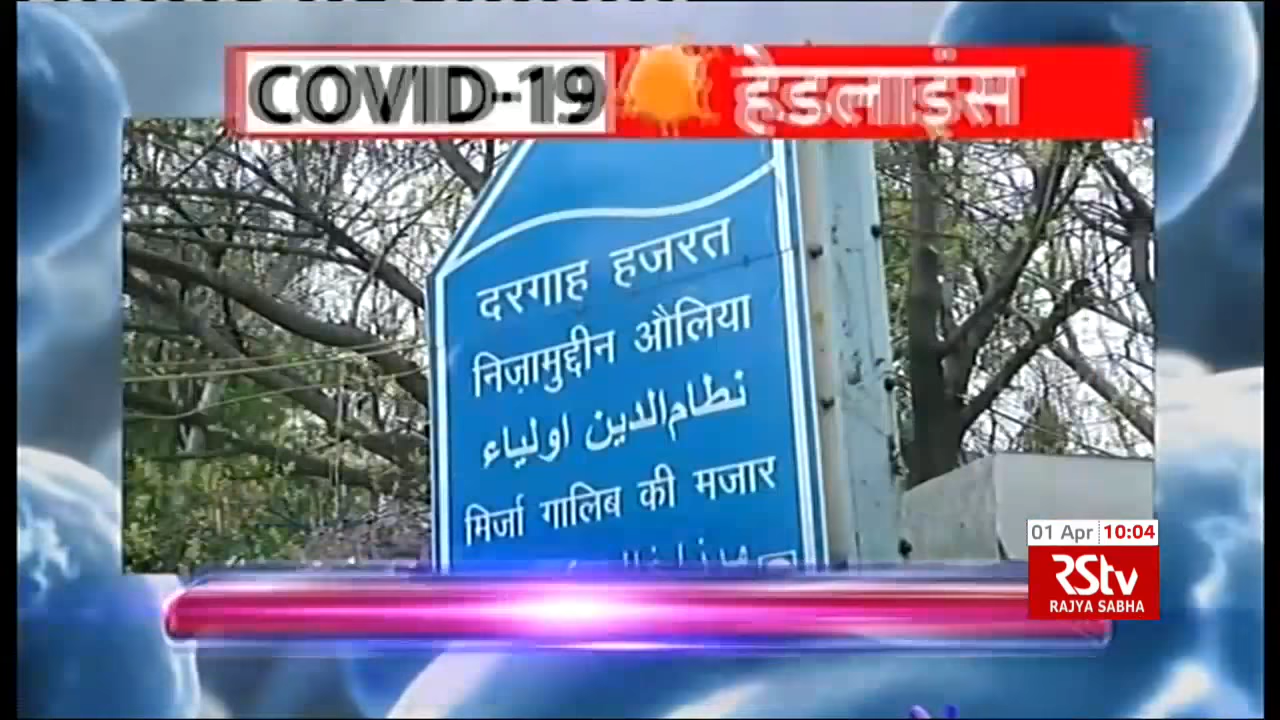 COVID-19 हेडलाइंस
दरगाह हजरत
निज़ामुद्दीन औलिया
نظام الدین اولیاء
मिर्जा गालिब की मजार
01 Apr 10:04
RStv
RAJYA SABHA